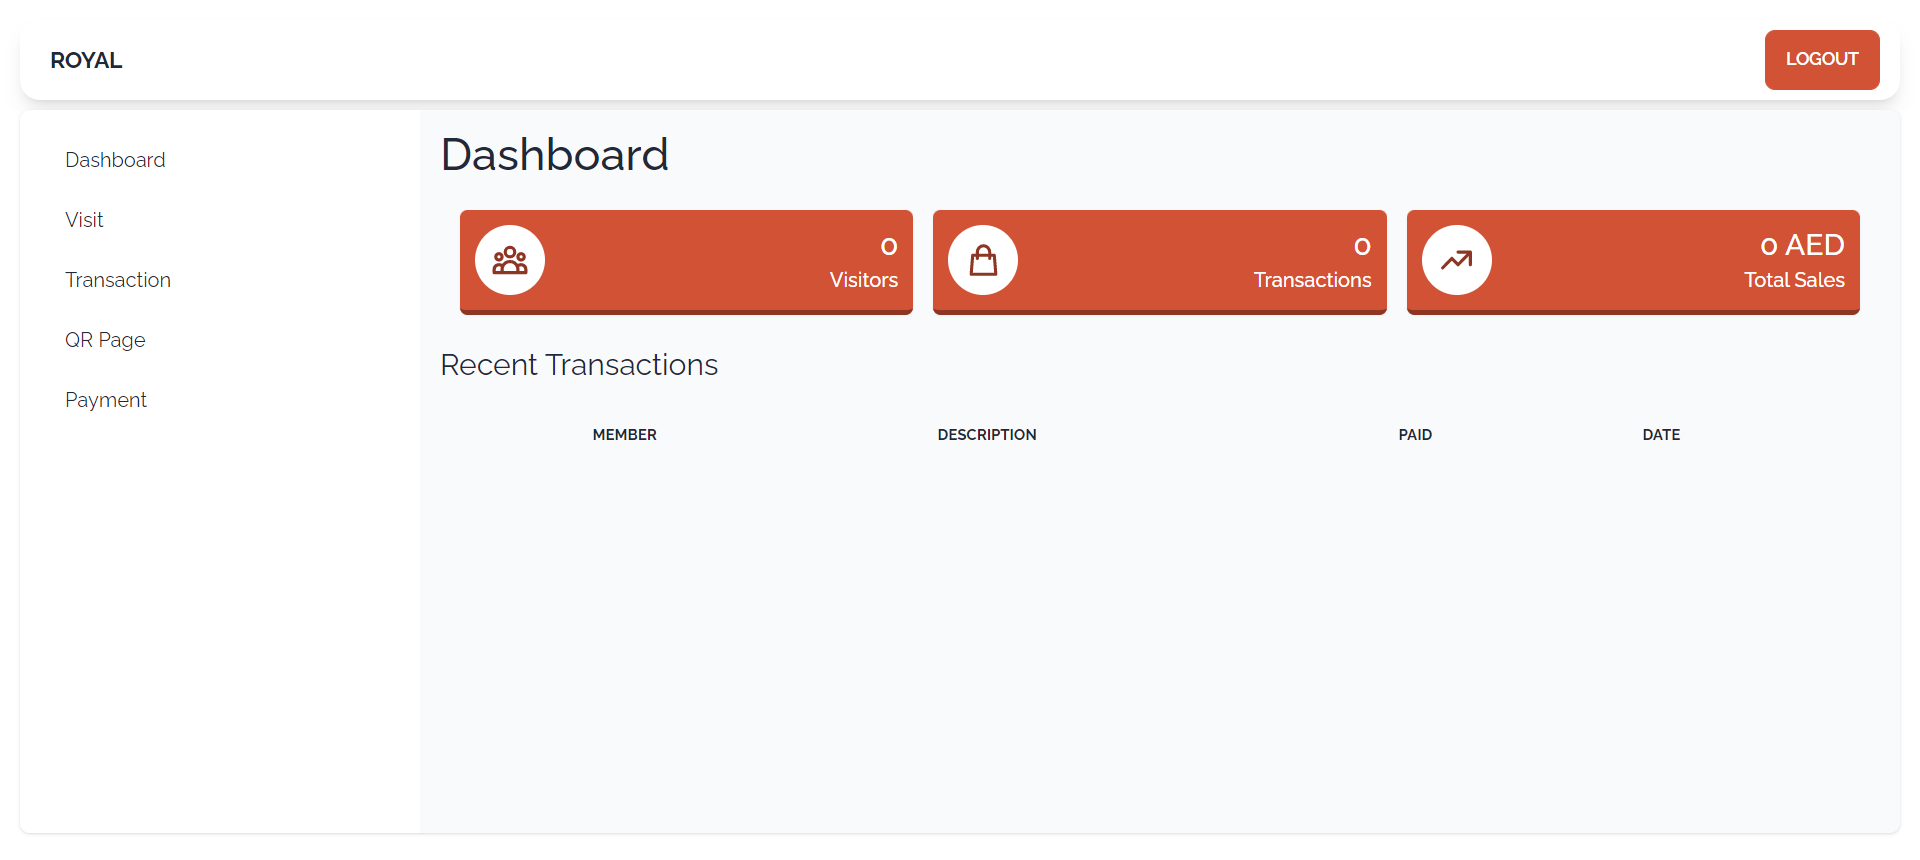 ROYAL
LOGOUT
Dashboard
Visit
Transaction
QR Page
Payment
Dashboard
0
Visitors
0
Transactions
0 AED
Total Sales
Recent Transactions
MEMBER DESCRIPTION PAID DATE